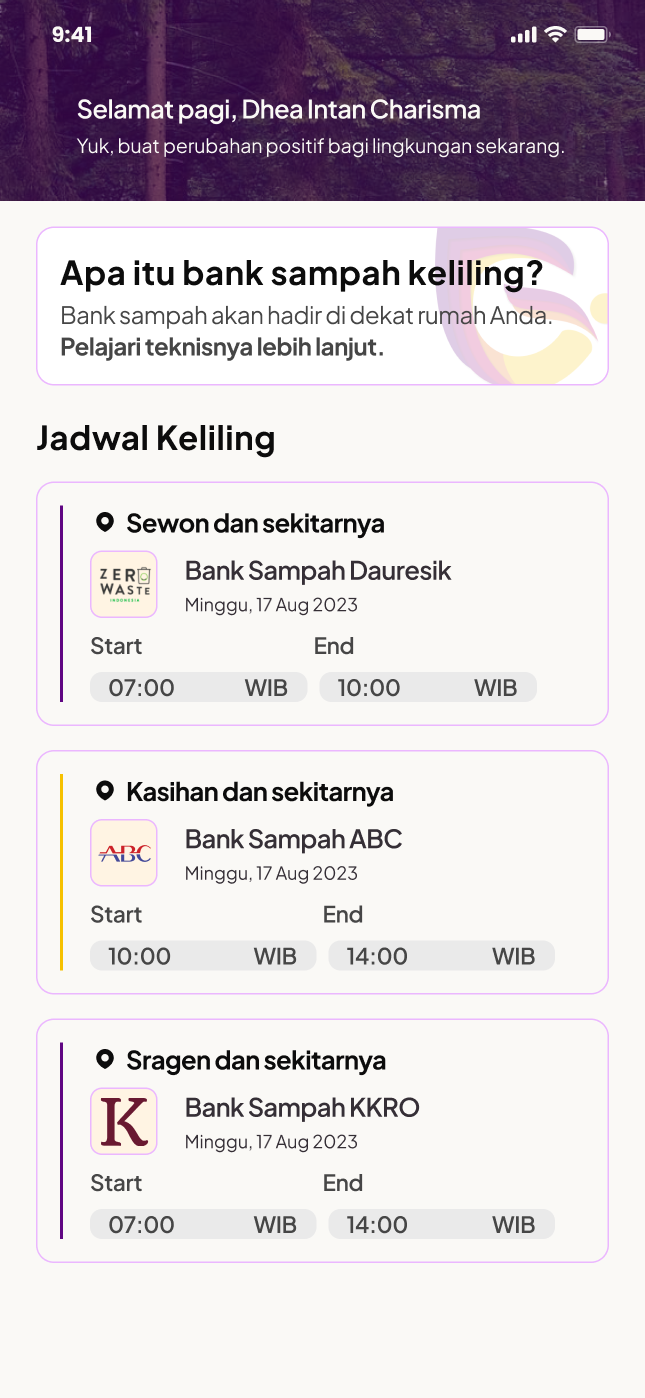 9:41
Selamat pagi, Dhea Intan Charisma
Yuk, buat perubahan positif bagi lingkungan sekarang.
Apa itu bank sampah keliling?
Bank sampah akan hadir di dekat rumah Anda.
Pelajari teknisnya lebih lanjut.
Jadwal Keliling
Sewon dan sekitarnya
ZERO
WASTE
INDONESIA
Bank Sampah Dauresik
Minggu, 17 Aug 2023
Start End
07:00 WIB 10:00 WIB
Kasihan dan sekitarnya
ABC
Bank Sampah ABC
Minggu, 17 Aug 2023
Start End
10:00 WIB 14:00 WIB
Sragen dan sekitarnya
K
Bank Sampah KKRO
Minggu, 17 Aug 2023
Start End
07:00 WIB 14:00 WIB